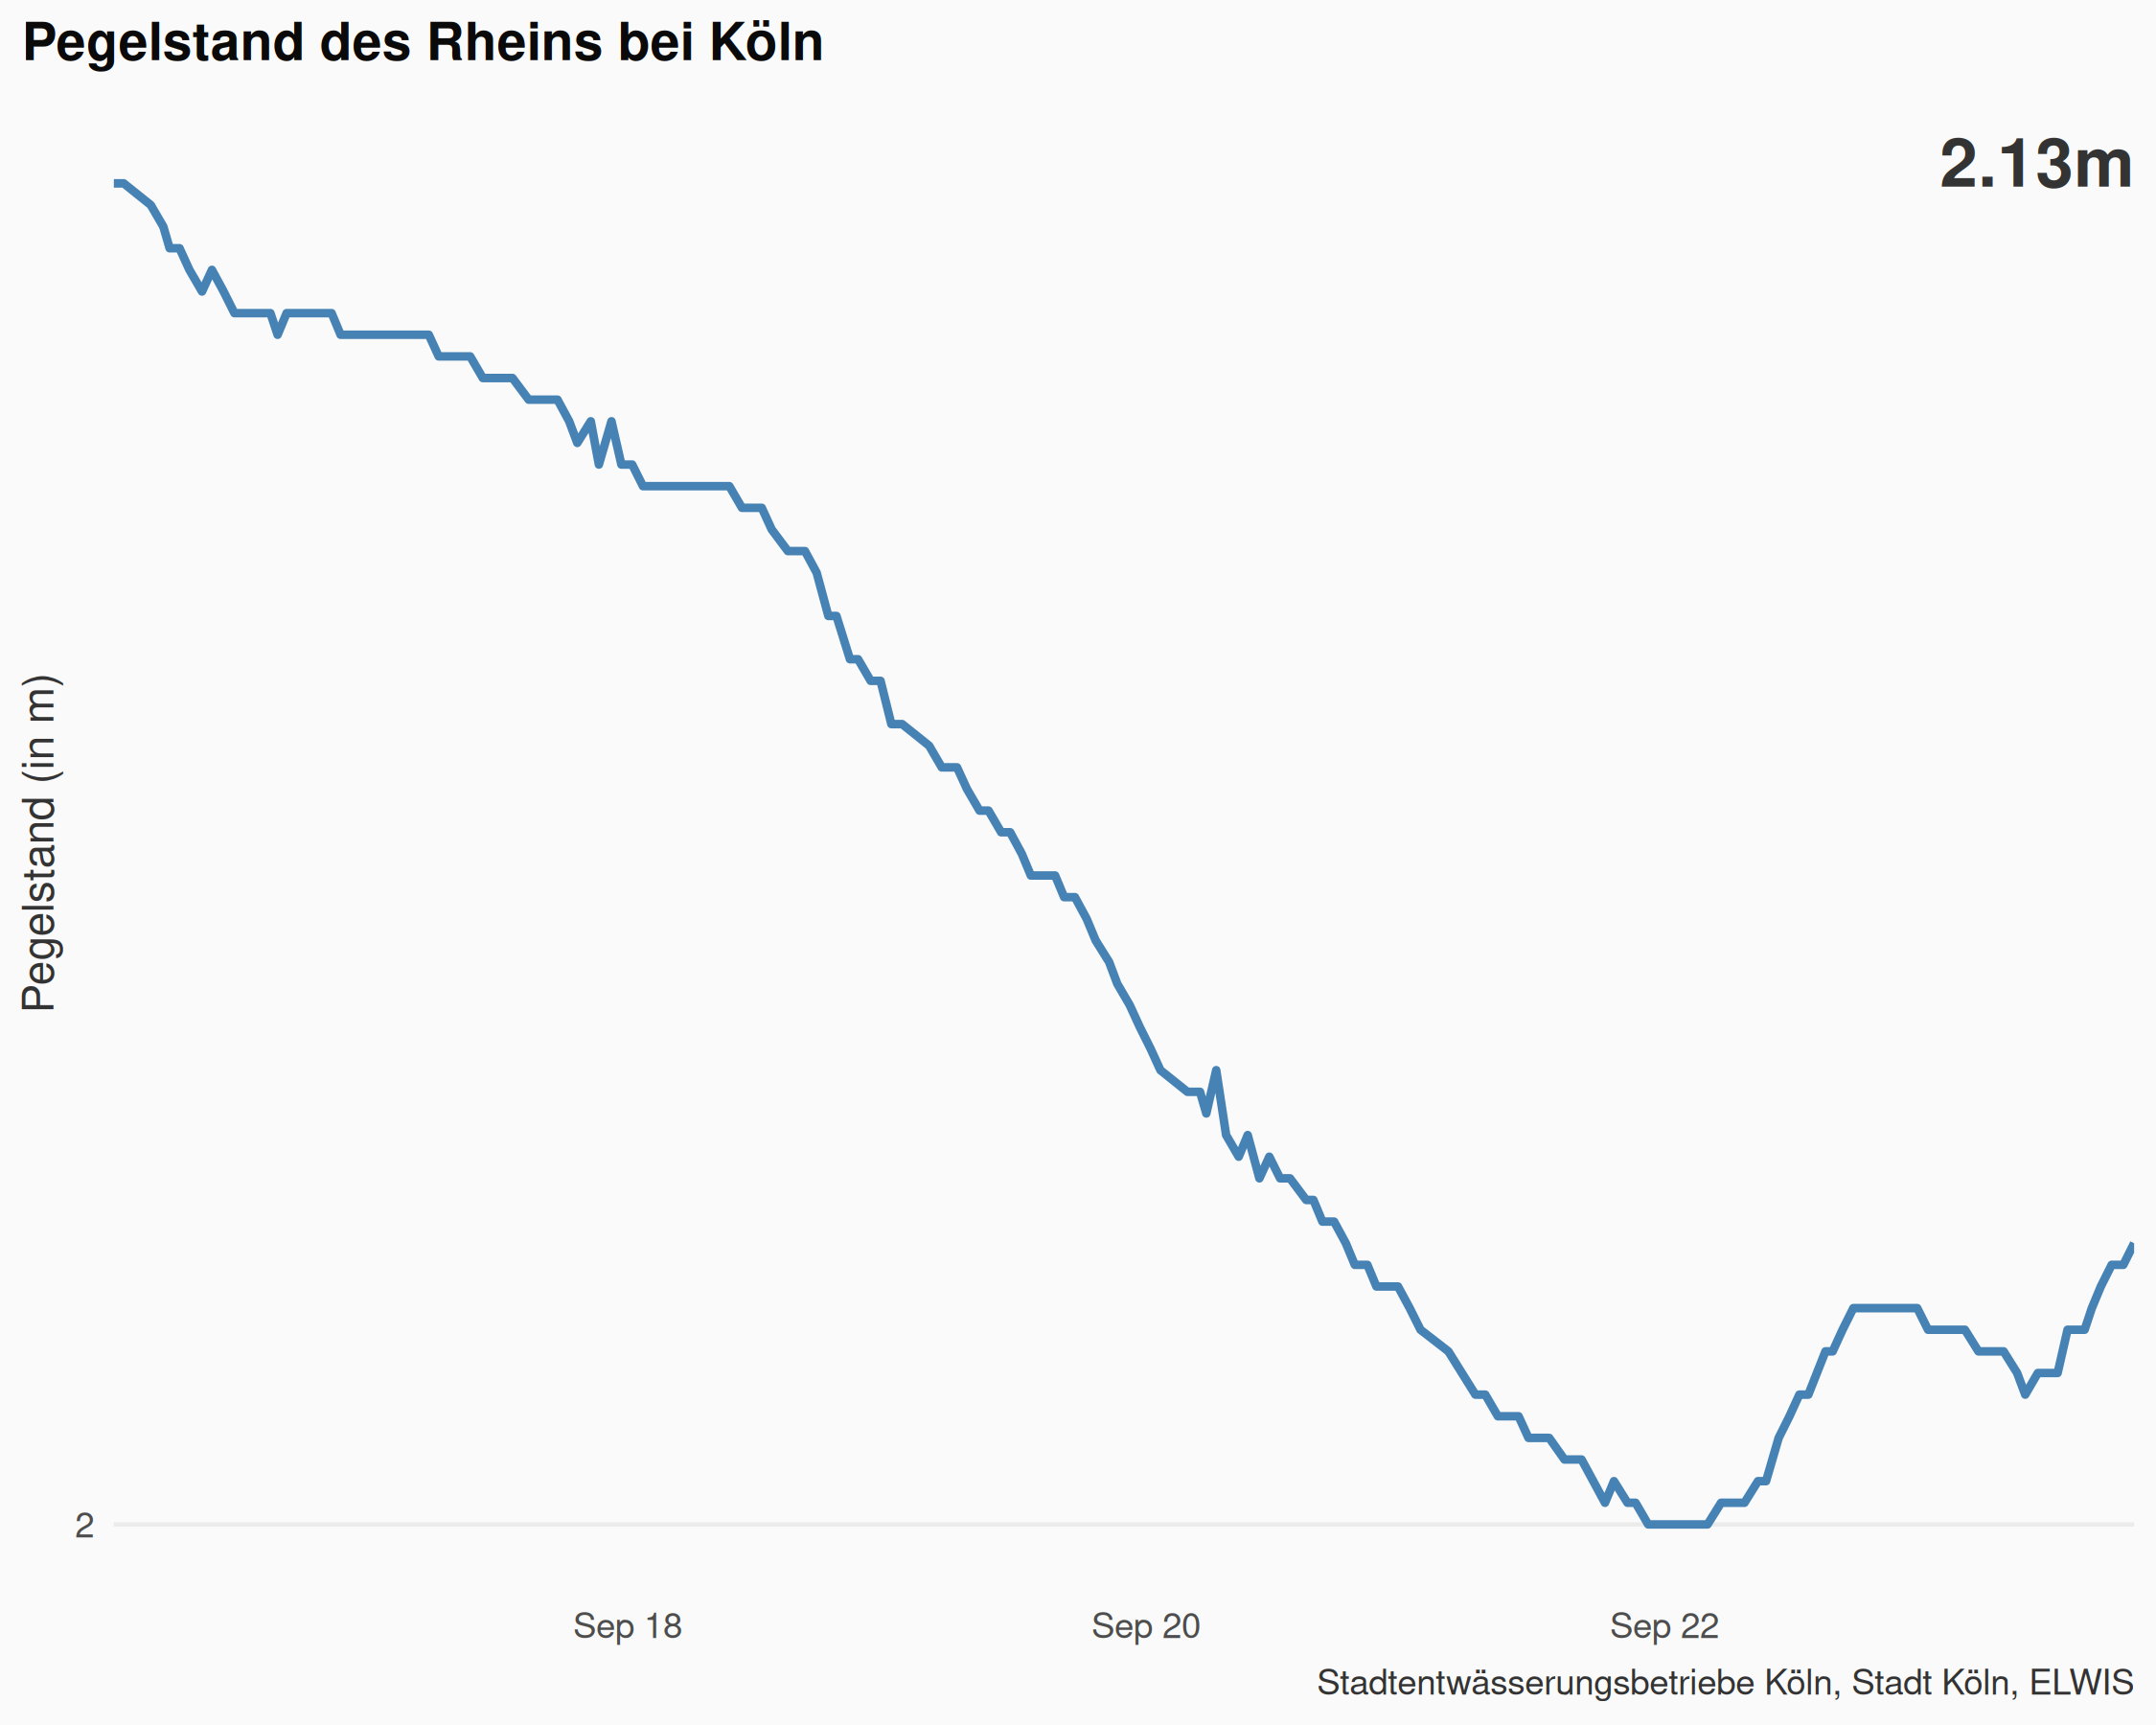 Pegelstand des Rheins bei Köln
2.13m
Pegelstand (in m)
2
Sep 18
Sep 20
Sep 22
Stadtentwässerungsbetriebe Köln, Stadt Köln, ELWIS